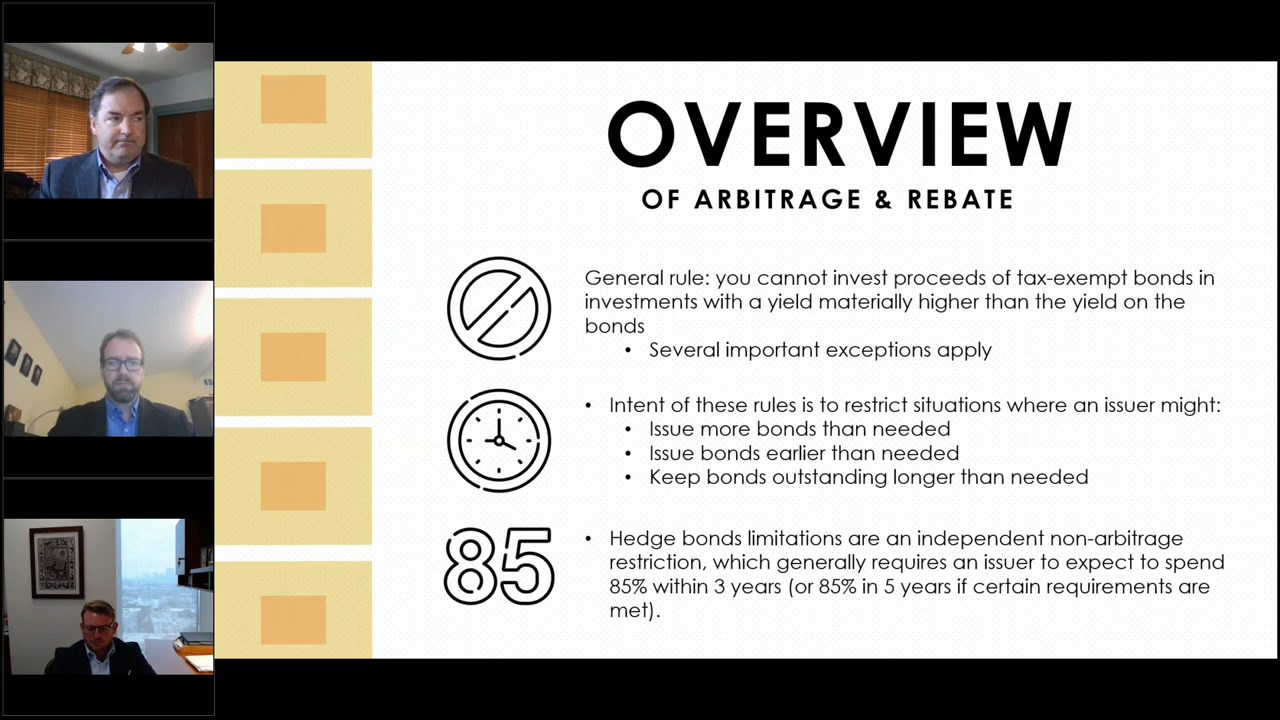 OVERVIEW
OF ARBITRAGE & REBATE
General rule: you cannot invest proceeds of tax-exempt bonds in
investments with a yield materially higher than the yield on the
bonds
• Several important exceptions apply
• Intent of these rules is to restrict situations where an issuer might:
• Issue more bonds than needed
• Issue bonds earlier than needed
• Keep bonds outstanding longer than needed
85
• Hedge bonds limitations are an independent non-arbitrage
restriction, which generally requires an issuer to expect to spend
85% within 3 years (or 85% in 5 years if certain requirements are
met).